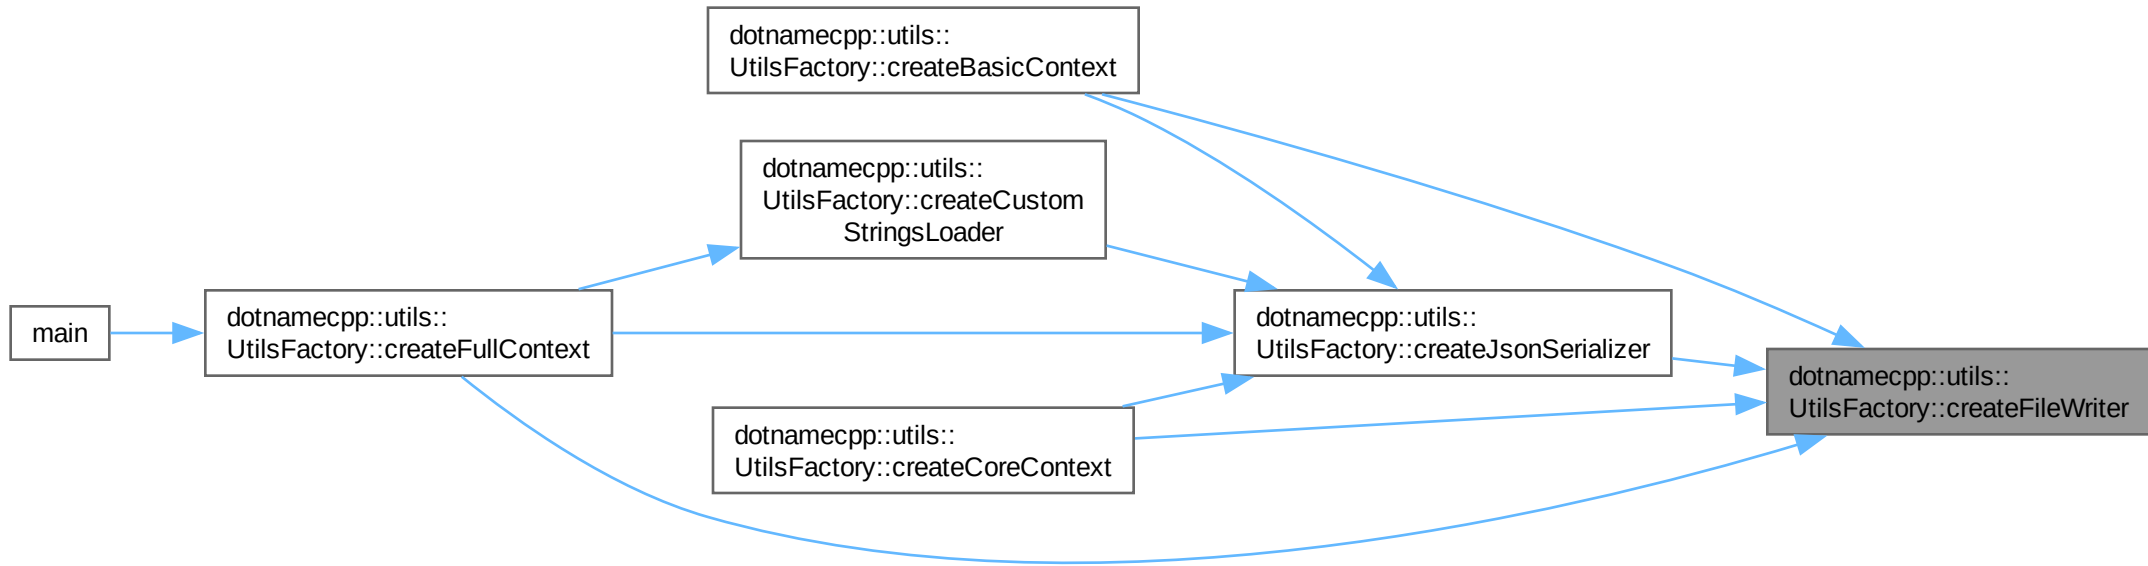 dotnamecpp::utils::
UtilsFactory::createBasicContext
dotnamecpp::utils::
UtilsFactory::createCustom
StringsLoader
main
dotnamecpp::utils::
UtilsFactory::createFullContext
dotnamecpp::utils::
UtilsFactory::createJsonSerializer
dotnamecpp::utils::
UtilsFactory::createFileWriter
dotnamecpp::utils::
UtilsFactory::createCoreContext